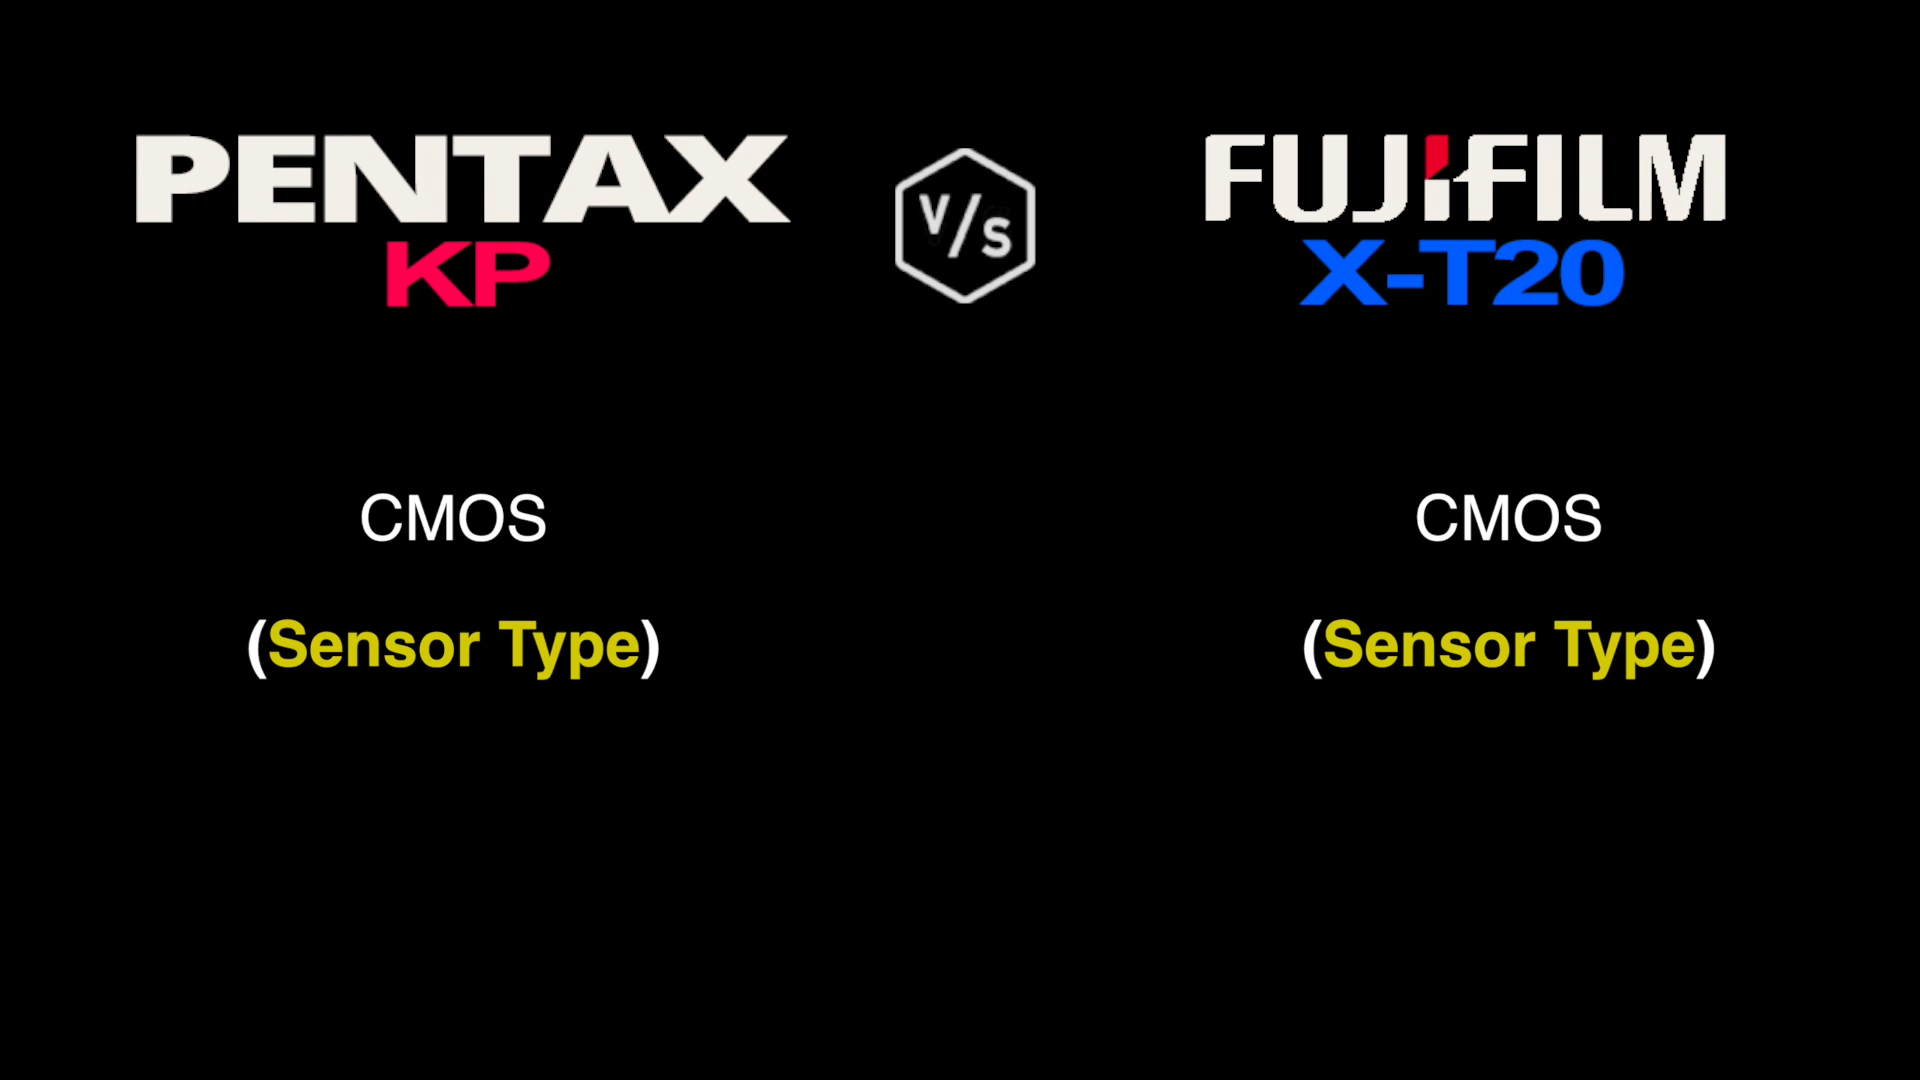 PENTAX
KP
V/S
FUJIFILM
X-T20
CMOS
(Sensor Type)
CMOS
(Sensor Type)